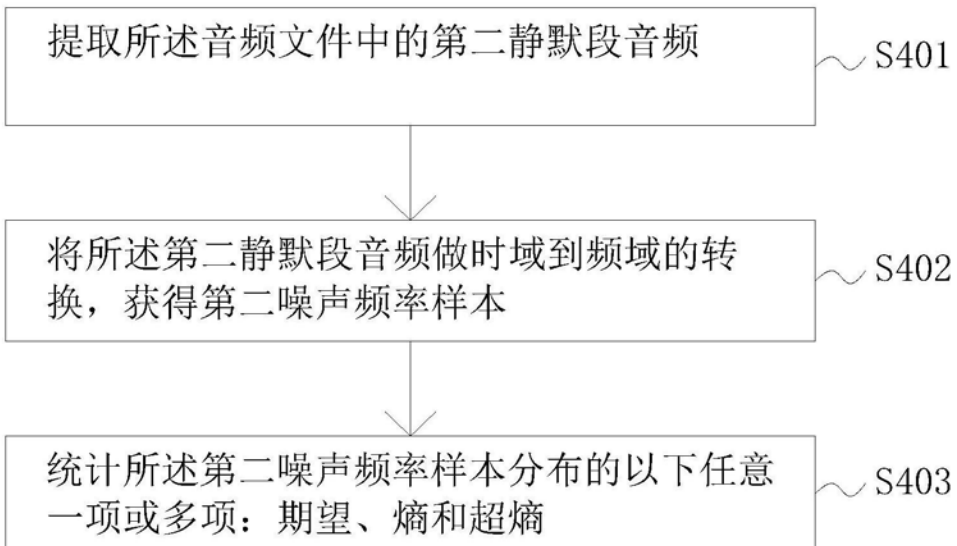 提取所述音频文件中的第二静默段音频
S401
将所述第二静默段音频做时域到频域的转
换，获得第二噪声频率样本
S402
统计所述第二噪声频率样本分布的以下任意
一项或多项：期望、熵和超熵
S403